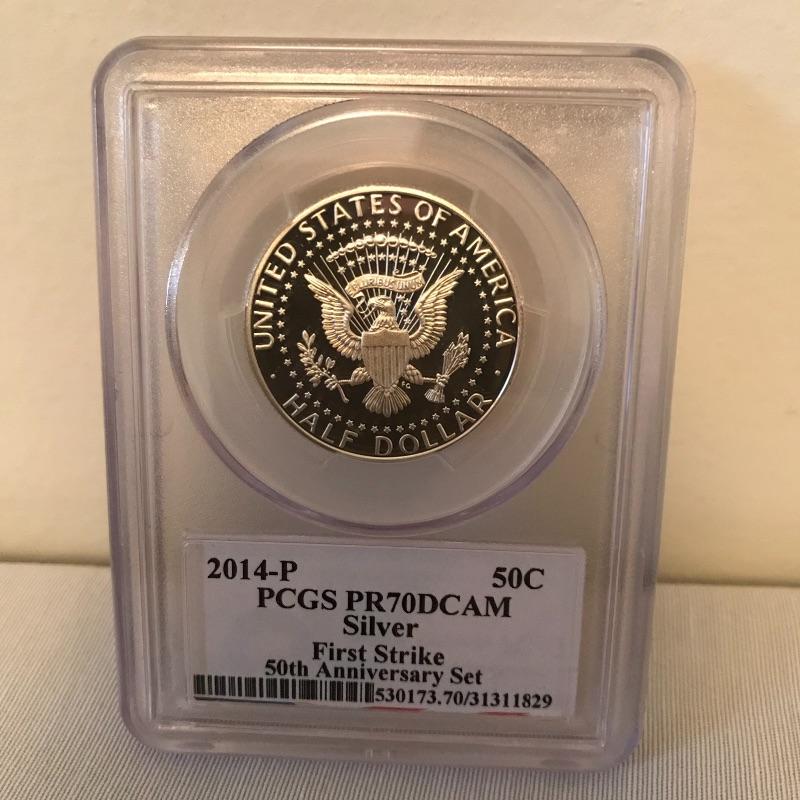 UNITED STATES OF AMERICA
PLURIBUS UNUM
FG
HALF DOLLAR
2014-P 50C
PCGS PR70DCAM
Silver
First Strike
50th Anniversary Set
530173.70/31311829